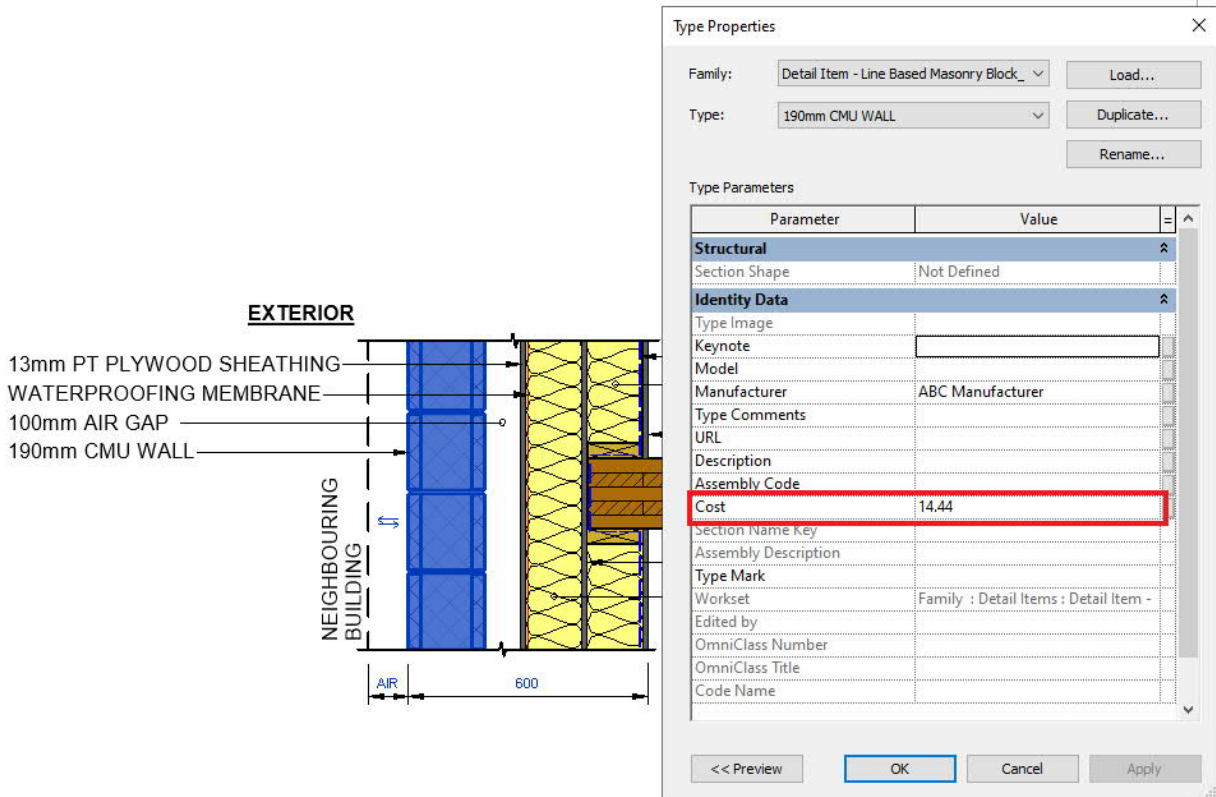 EXTERIOR
13mm PT PLYWOOD SHEATHING
WATERPROOFING MEMBRANE
100mm AIR GAP
190mm CMU WALL
NEIGHBOURING
BUILDING
AIR
600
Type Properties
Family: Detail Item - Line Based Masonry Block_ Load...
Type: 190mm CMU WALL Duplicate...
Rename...
Type Parameters
Parameter Value =
Structural
Section Shape Not Defined
Identity Data
Type Image
Keynote
Model
Manufacturer ABC Manufacturer
Type Comments
URL
Description
Assembly Code
Cost 14.44
Section Name Key
Assembly Description
Type Mark
Workset Family : Detail Items : Detail Item -
Edited by
OmniClass Number
OmniClass Title
Code Name
<< Preview OK Cancel Apply